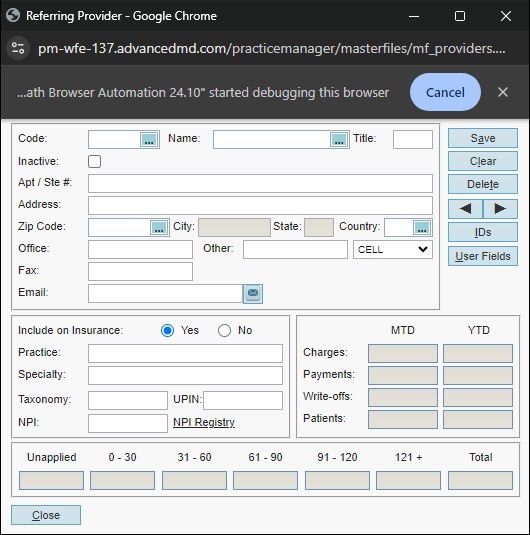 Referring Provider - Google Chrome
pm-wfe-137.advancedmd.com/practicemanager/masterfiles/mf_providers....
...ath Browser Automation 24.10" started debugging this browser Cancel
Code: ... Name: ... Title: Save
Inactive: Clear
Apt / Ste #: Delete
Address:
Zip Code: ... City: State: Country: ... IDs
Office: Other: CELL User Fields
Fax:
Email:
Include on Insurance: Yes No MTD YTD
Practice: Charges:
Specialty: Payments:
Taxonomy: UPIN: Write-offs:
NPI: NPI Registry Patients:
Unapplied 0 - 30 31 - 60 61 - 90 91 - 120 121 + Total
Close